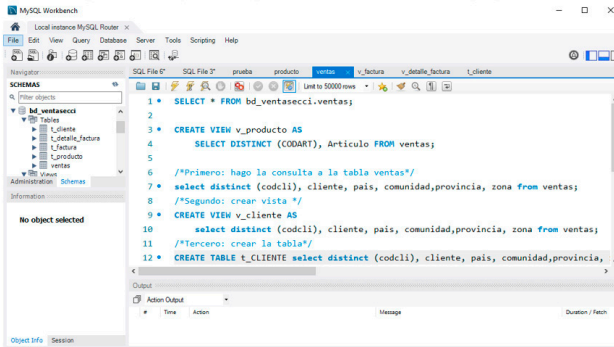 MySQL Workbench
Local instance MySQL Router
File Edit View Query Database Server Tools Scripting Help
Navigator
SCHEMAS
Filter objects
bd_ventasecci
Tables
t_cliente
t_detalle_factura
t_factura
t_producto
ventas
Views
Administration Schemas
Information
No object selected
Object Info Session
SQL File 6* SQL File 3* prueba producto ventas v_factura v_detalle_factura t_cliente
Limit to 50000 rows
1 SELECT * FROM bd_ventasecci.ventas;
2
3 CREATE VIEW v_producto AS
4 SELECT DISTINCT (CODART), Articulo FROM ventas;
5
6 /*Primero: hago la consulta a la tabla ventas*/
7 select distinct (codcli), cliente, pais, comunidad,provincia, zona from ventas;
8 /*Segundo: crear vista */
9 CREATE VIEW v_cliente AS
10 select distinct (codcli), cliente, pais, comunidad,provincia, zona from ventas;
11 /*Tercero: crear la tabla*/
12 CREATE TABLE t_CLIENTE select distinct (codcli), cliente, pais, comunidad,provincia,
Output
Action Output
# Time Action Message Duration / Fetch